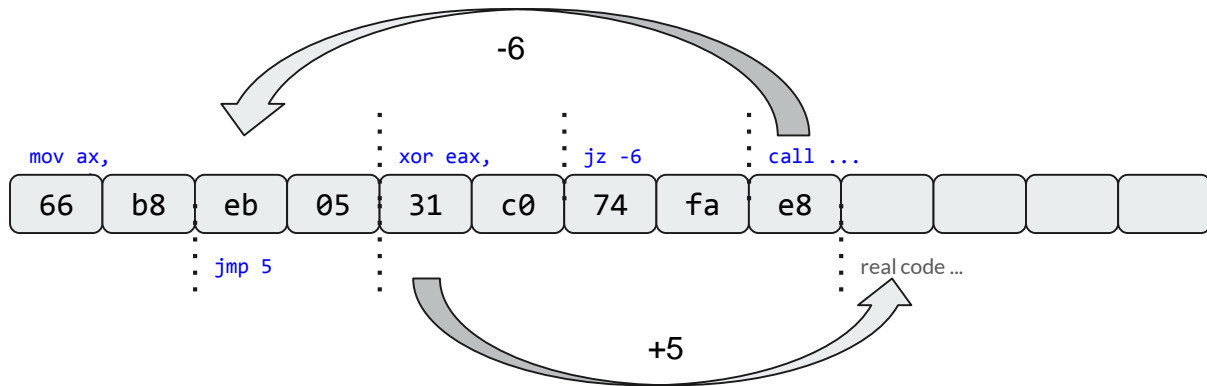 -6
mov ax, xor eax, jz -6 call ...
66 b8 eb 05 31 c0 74 fa e8
jmp 5 real code ...
+5